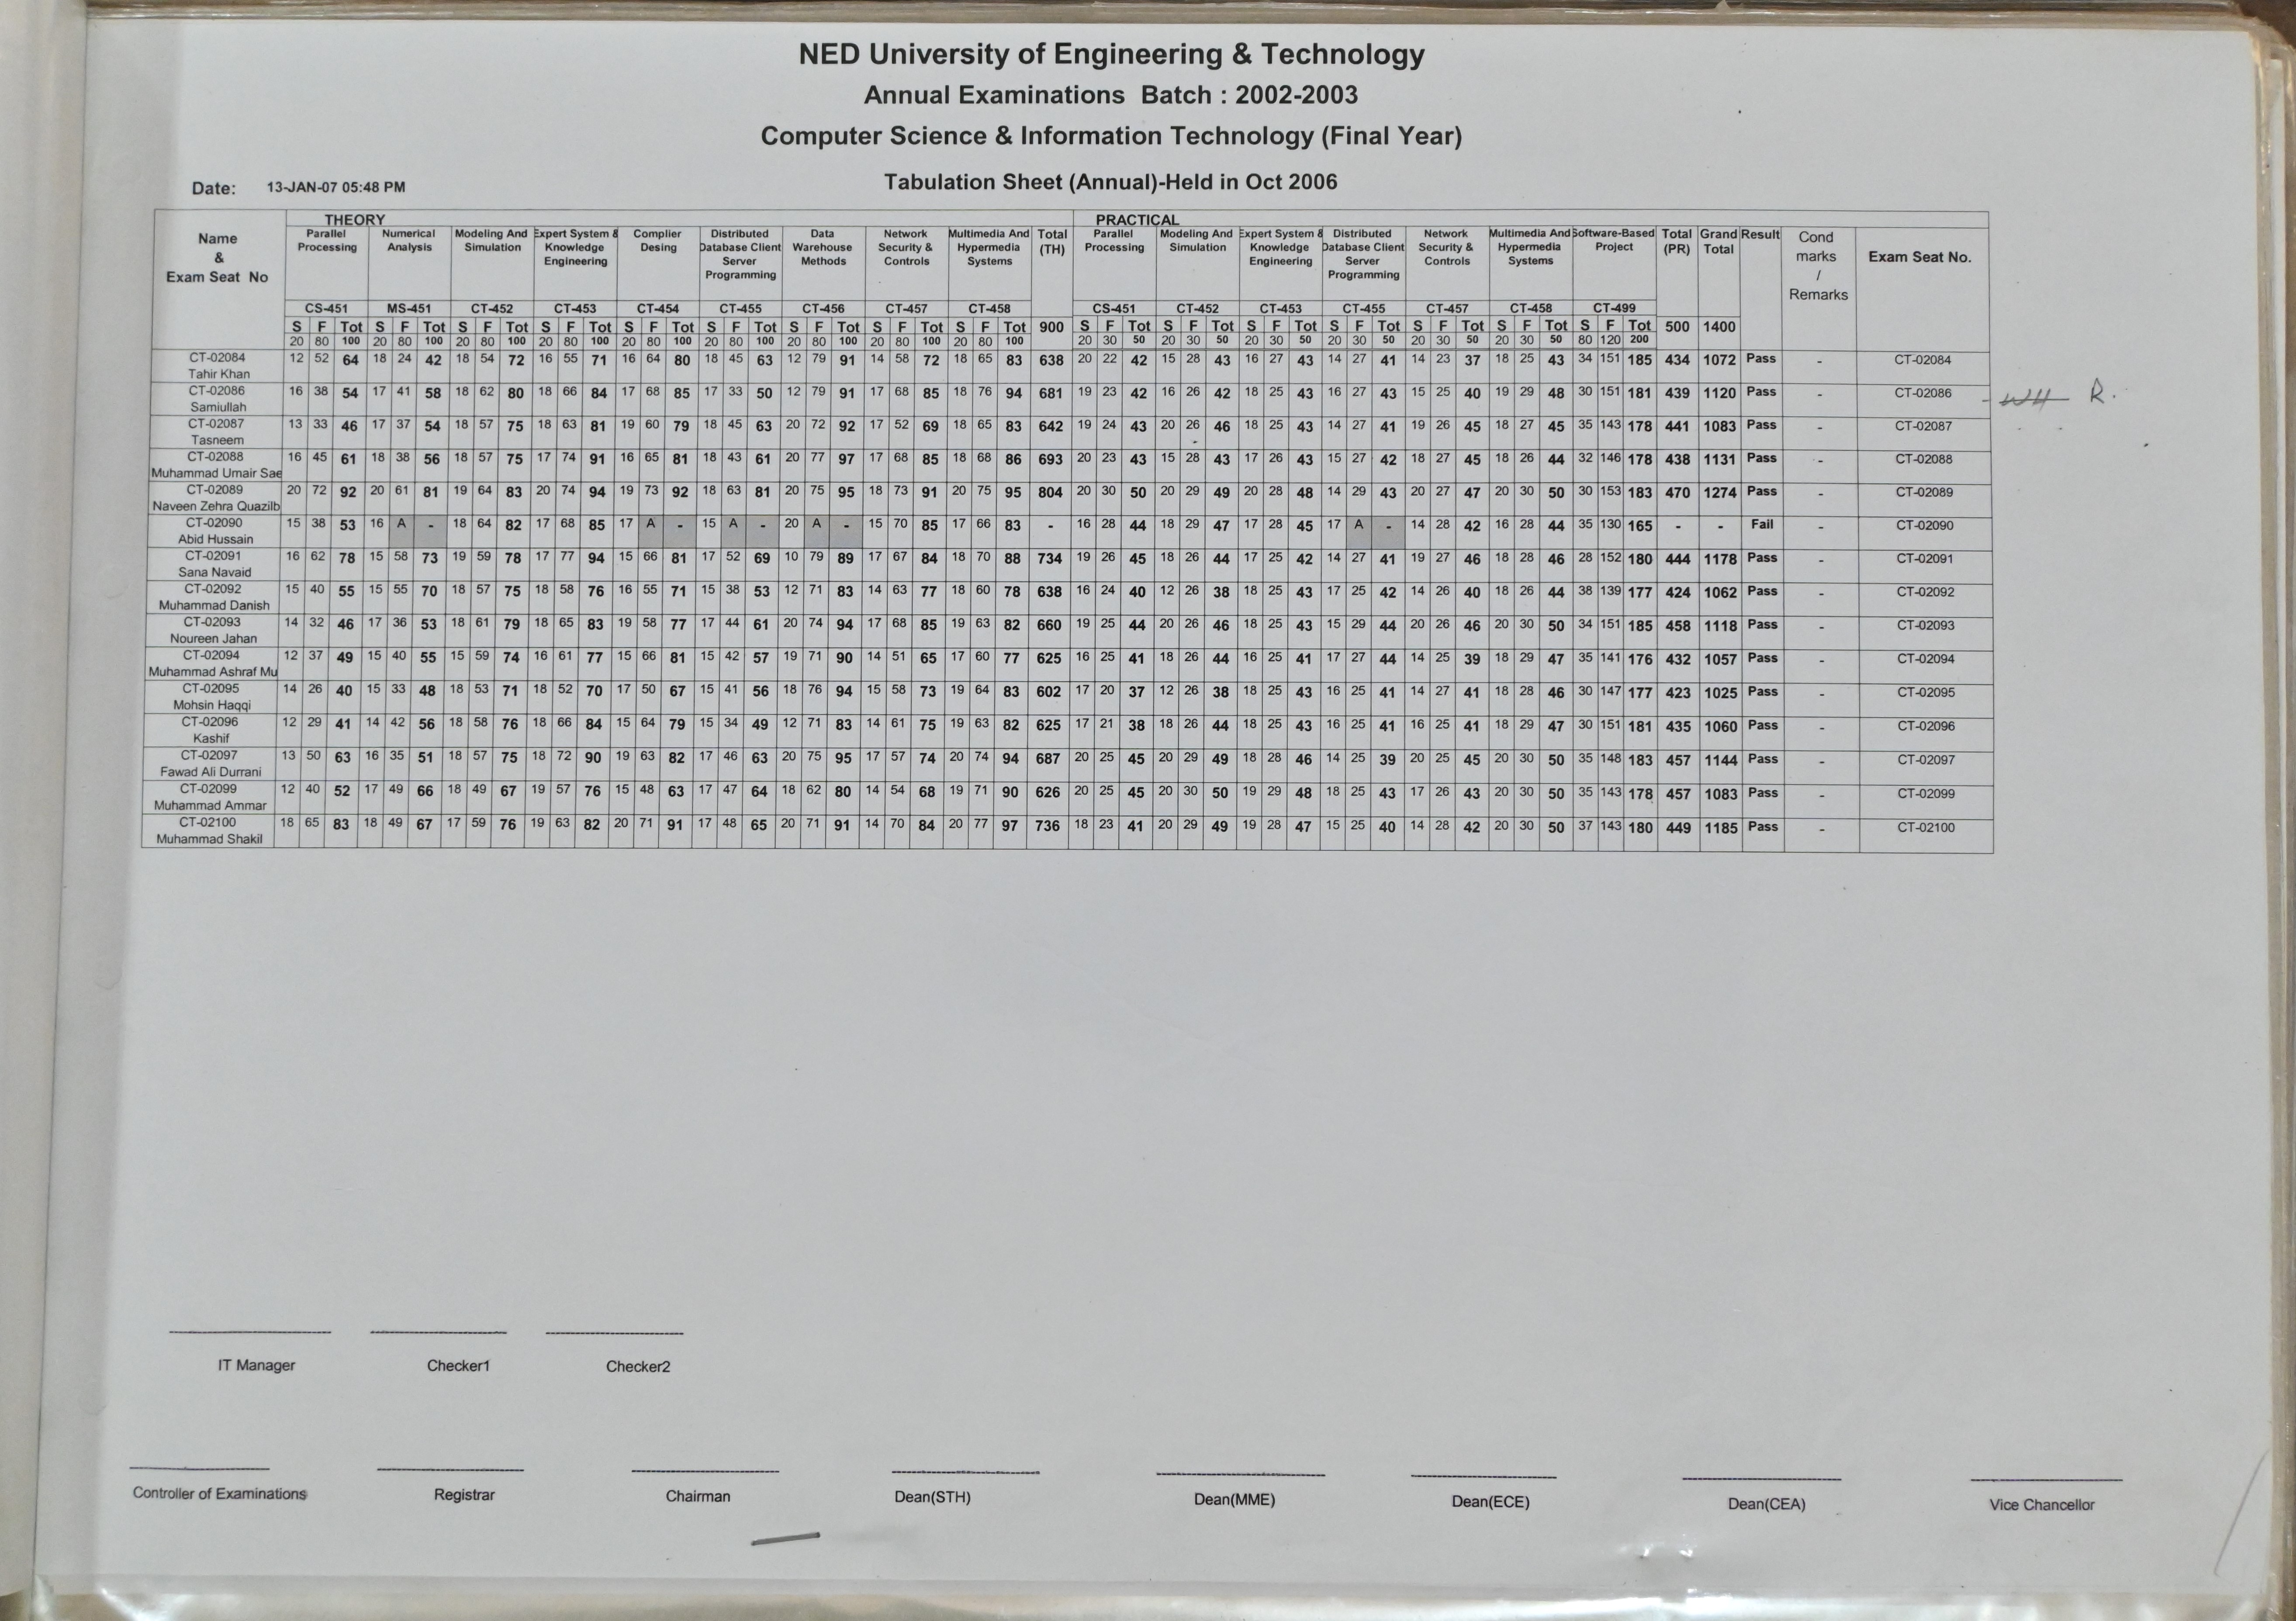 NED University of Engineering & Technology
Annual Examinations Batch : 2002-2003
Computer Science & Information Technology (Final Year)
Date: 13-JAN-07 05:48 PM Tabulation Sheet (Annual)-Held in Oct 2006
THEORY PRACTICAL
Name & Exam Seat No Parallel Processing Numerical Analysis Modeling And Simulation Expert System & Knowledge Engineering Complier Desing Distributed Database Client Server Programming Data Warehouse Methods Network Security & Controls Multimedia And Hypermedia Systems Total (TH) Parallel Processing Modeling And Simulation Expert System & Knowledge Engineering Distributed Database Client Server Programming Network Security & Controls Multimedia And Hypermedia Systems Software-Based Project Total (PR) Grand Total Result Cond marks / Remarks Exam Seat No.
CS-451 MS-451 CT-452 CT-453 CT-454 CT-455 CT-456 CT-457 CT-458 CS-451 CT-452 CT-453 CT-455 CT-457 CT-458 CT-499
S F Tot S F Tot S F Tot S F Tot S F Tot S F Tot S F Tot S F Tot S F Tot 900 S F Tot S F Tot S F Tot S F Tot S F Tot S F Tot S F Tot 500 1400
20 80 100 20 80 100 20 80 100 20 80 100 20 80 100 20 80 100 20 80 100 20 80 100 20 80 100 20 30 50 20 30 50 20 30 50 20 30 50 20 30 50 20 30 50 80 120 200
CT-02084 12 52 64 18 24 42 18 54 72 16 55 71 16 64 80 18 45 63 12 79 91 14 58 72 18 65 83 638 20 22 42 15 28 43 16 27 43 14 27 41 14 23 37 18 25 43 34 151 185 434 1072 Pass - CT-02084
Tahir Khan
CT-02086 16 38 54 17 41 58 18 62 80 18 66 84 17 68 85 17 33 50 12 79 91 17 68 85 18 76 94 681 19 23 42 16 26 42 18 25 43 16 27 43 15 25 40 19 29 48 30 151 181 439 1120 Pass - CT-02086 R.
Samiullah
CT-02087 13 33 46 17 37 54 18 57 75 18 63 81 19 60 79 18 45 63 20 72 92 17 52 69 18 65 83 642 19 24 43 20 26 46 18 25 43 14 27 41 19 26 45 18 27 45 35 143 178 441 1083 Pass - CT-02087
Tasneem
CT-02088 16 45 61 18 38 56 18 57 75 17 74 91 16 65 81 18 43 61 20 77 97 17 68 85 18 68 86 693 20 23 43 15 28 43 17 26 43 15 27 42 18 27 45 18 26 44 32 146 178 438 1131 Pass - CT-02088
Muhammad Umair Sae
CT-02089 20 72 92 20 61 81 19 64 83 20 74 94 19 73 92 18 63 81 20 75 95 18 73 91 20 75 95 804 20 30 50 20 29 49 20 28 48 14 29 43 20 27 47 20 30 50 30 153 183 470 1274 Pass - CT-02089
Naveen Zehra Quazilb
CT-02090 15 38 53 16 A - 18 64 82 17 68 85 17 A - 15 A - 20 A - 15 70 85 17 66 83 - 16 28 44 18 29 47 17 28 45 17 A - 14 28 42 16 28 44 35 130 165 - - Fail - CT-02090
Abid Hussain
CT-02091 16 62 78 15 58 73 19 59 78 17 77 94 15 66 81 17 52 69 10 79 89 17 67 84 18 70 88 734 19 26 45 18 26 44 17 25 42 14 27 41 19 27 46 18 28 46 28 152 180 444 1178 Pass - CT-02091
Sana Navaid
CT-02092 15 40 55 15 55 70 18 57 75 18 58 76 16 55 71 15 38 53 12 71 83 14 63 77 18 60 78 638 16 24 40 12 26 38 18 25 43 17 25 42 14 26 40 18 26 44 38 139 177 424 1062 Pass - CT-02092
Muhammad Danish
CT-02093 14 32 46 17 36 53 18 61 79 18 65 83 19 58 77 17 44 61 20 74 94 17 68 85 19 63 82 660 19 25 44 20 26 46 18 25 43 15 29 44 20 26 46 20 30 50 34 151 185 458 1118 Pass - CT-02093
Noureen Jahan
CT-02094 12 37 49 15 40 55 15 59 74 16 61 77 15 66 81 15 42 57 19 71 90 14 51 65 17 60 77 625 16 25 41 18 26 44 16 25 41 17 27 44 14 25 39 18 29 47 35 141 176 432 1057 Pass - CT-02094
Muhammad Ashraf Mu
CT-02095 14 26 40 15 33 48 18 53 71 18 52 70 17 50 67 15 41 56 18 76 94 15 58 73 19 64 83 602 17 20 37 12 26 38 18 25 43 16 25 41 14 27 41 18 28 46 30 147 177 423 1025 Pass - CT-02095
Mohsin Haqqi
CT-02096 12 29 41 14 42 56 18 58 76 18 66 84 15 64 79 15 34 49 12 71 83 14 61 75 19 63 82 625 17 21 38 18 26 44 18 25 43 16 25 41 16 25 41 18 29 47 30 151 181 435 1060 Pass - CT-02096
Kashif
CT-02097 13 50 63 16 35 51 18 57 75 18 72 90 19 63 82 17 46 63 20 75 95 17 57 74 20 74 94 687 20 25 45 20 29 49 18 28 46 14 25 39 20 25 45 20 30 50 35 148 183 457 1144 Pass - CT-02097
Fawad Ali Durrani
CT-02099 12 40 52 17 49 66 18 49 67 19 57 76 15 48 63 17 47 64 18 62 80 14 54 68 19 71 90 626 20 25 45 20 30 50 19 29 48 18 25 43 17 26 43 20 30 50 35 143 178 457 1083 Pass - CT-02099
Muhammad Ammar
CT-02100 18 65 83 18 49 67 17 59 76 19 63 82 20 71 91 17 48 65 20 71 91 14 70 84 20 77 97 736 18 23 41 20 29 49 19 28 47 15 25 40 14 28 42 20 30 50 37 143 180 449 1185 Pass - CT-02100
Muhammad Shakil
IT Manager Checker1 Checker2
Controller of Examinations Registrar Chairman Dean(STH) Dean(MME) Dean(ECE) Dean(CEA) Vice Chancellor